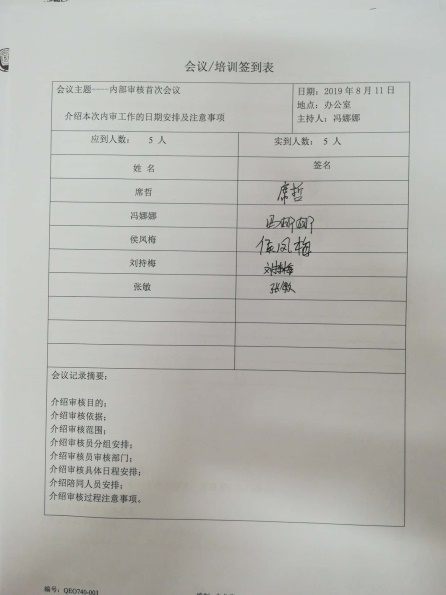 会议/培训签到表
会议主题----内部审核首次会议
介绍本次内审工作的日期安排及注意事项
日期：2019年8月11日
地点：办公室
主持人：冯娜娜
应到人数： 5 人
实到人数： 5 人
姓 名
签名
席哲
席哲
冯娜娜
冯娜娜
侯凤梅
侯凤梅
刘持梅
刘持梅
张敏
张敏
会议记录摘要：
介绍审核目的；
介绍审核依据；
介绍审核范围；
介绍审核员分组安排；
介绍审核员审核部门；
介绍审核具体日程安排；
介绍陪同人员安排；
介绍审核过程注意事项。
编号：QEO740-001